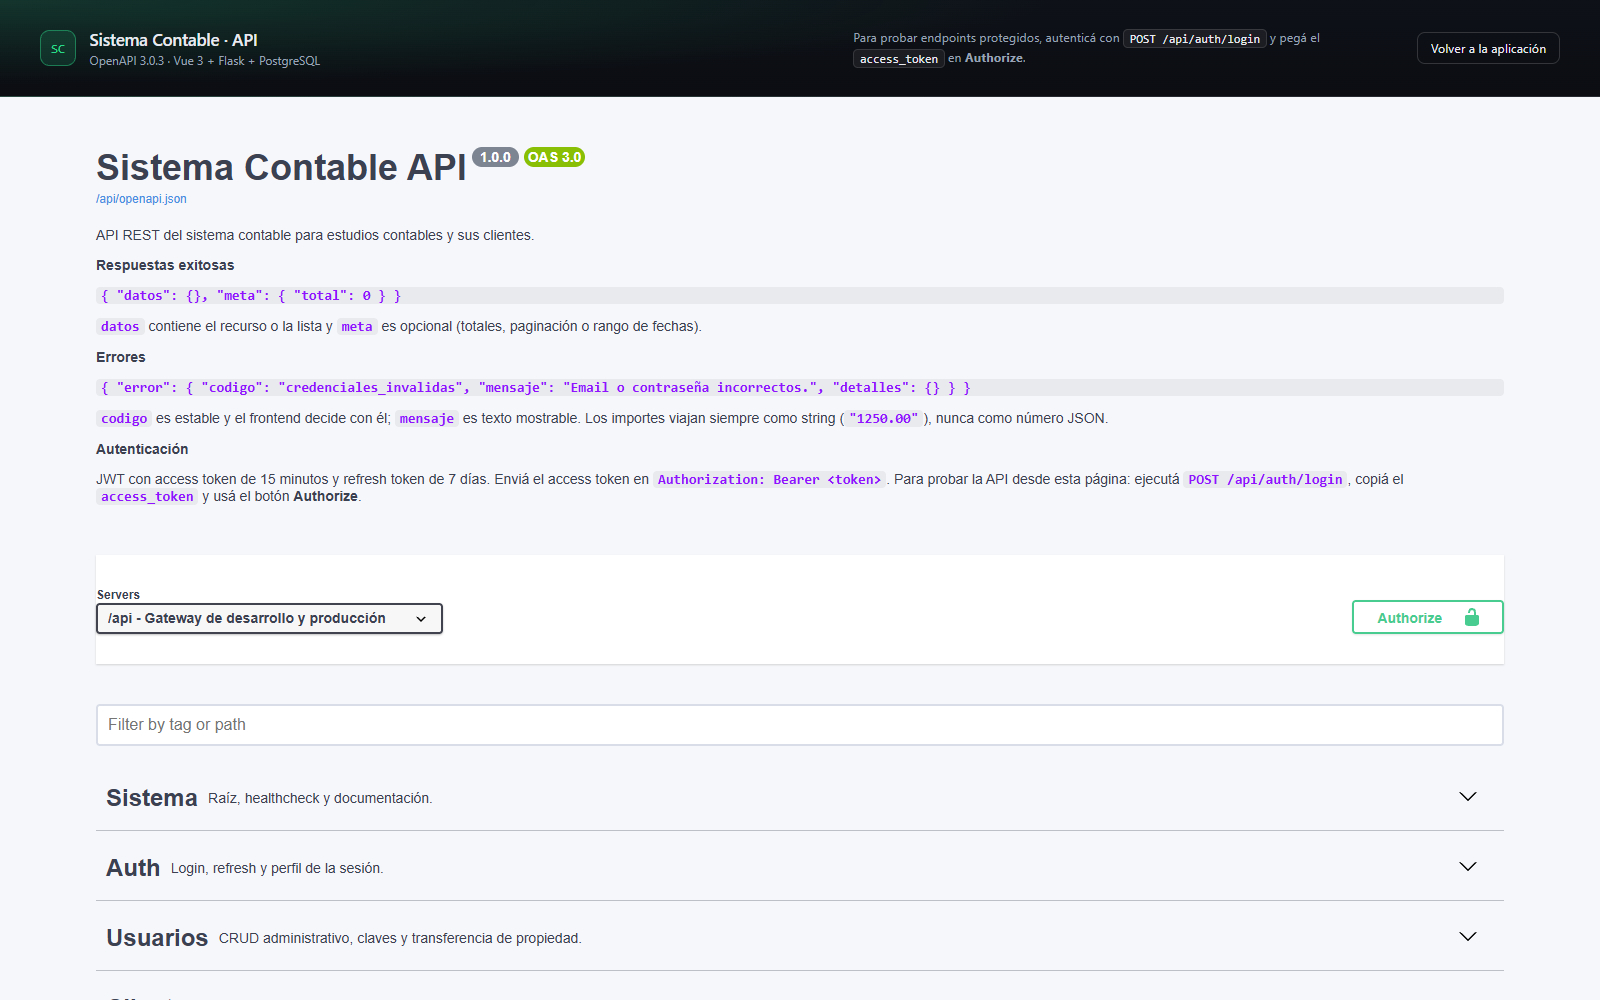 SC
Sistema Contable · API
OpenAPI 3.0.3 · Vue 3 + Flask + PostgreSQL
Para probar endpoints protegidos, autenticá con POST /api/auth/login y pegá el
access_token en Authorize.
Volver a la aplicación
Sistema Contable API 1.0.0 OAS 3.0
/api/openapi.json
API REST del sistema contable para estudios contables y sus clientes.
Respuestas exitosas
{ "datos": {}, "meta": { "total": 0 } }
datos contiene el recurso o la lista y meta es opcional (totales, paginación o rango de fechas).
Errores
{ "error": { "codigo": "credenciales_invalidas", "mensaje": "Email o contraseña incorrectos.", "detalles": {} } }
codigo es estable y el frontend decide con él; mensaje es texto mostrable. Los importes viajan siempre como string ( "1250.00" ), nunca como número JSON.
Autenticación
JWT con access token de 15 minutos y refresh token de 7 días. Enviá el access token en Authorization: Bearer <token> . Para probar la API desde esta página: ejecutá POST /api/auth/login , copiá el
access_token y usá el botón Authorize.
Servers
/api - Gateway de desarrollo y producción
Authorize
Filter by tag or path
Sistema Raíz, healthcheck y documentación.
Auth Login, refresh y perfil de la sesión.
Usuarios CRUD administrativo, claves y transferencia de propiedad.